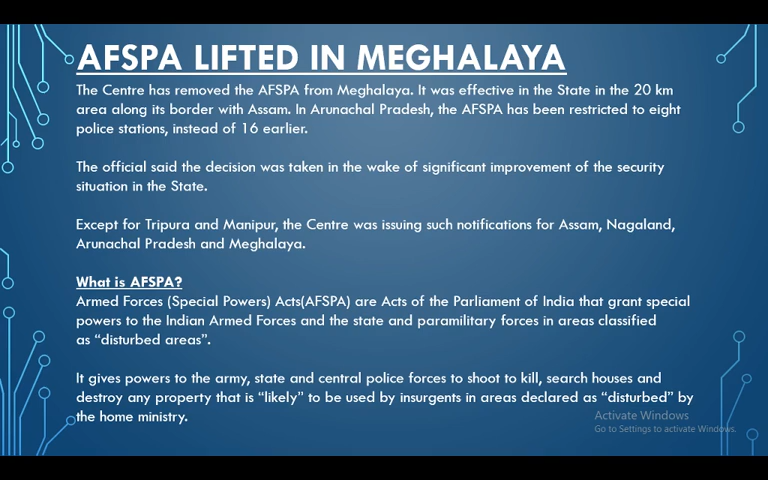 AFSPA LIFTED IN MEGHALAYA
The Centre has removed the AFSPA from Meghalaya. It was effective in the State in the 20 km
area along its border with Assam. In Arunachal Pradesh, the AFSPA has been restricted to eight
police stations, instead of 16 earlier.
The official said the decision was taken in the wake of significant improvement of the security
situation in the State.
Except for Tripura and Manipur, the Centre was issuing such notifications for Assam, Nagaland,
Arunachal Pradesh and Meghalaya.
What is AFSPA?
Armed Forces (Special Powers) Acts(AFSPA) are Acts of the Parliament of India that grant special
powers to the Indian Armed Forces and the state and paramilitary forces in areas classified
as “disturbed areas”.
It gives powers to the army, state and central police forces to shoot to kill, search houses and
destroy any property that is “likely” to be used by insurgents in areas declared as “disturbed” by
the home ministry.
Activate Windows
Go to Settings to activate Windows.